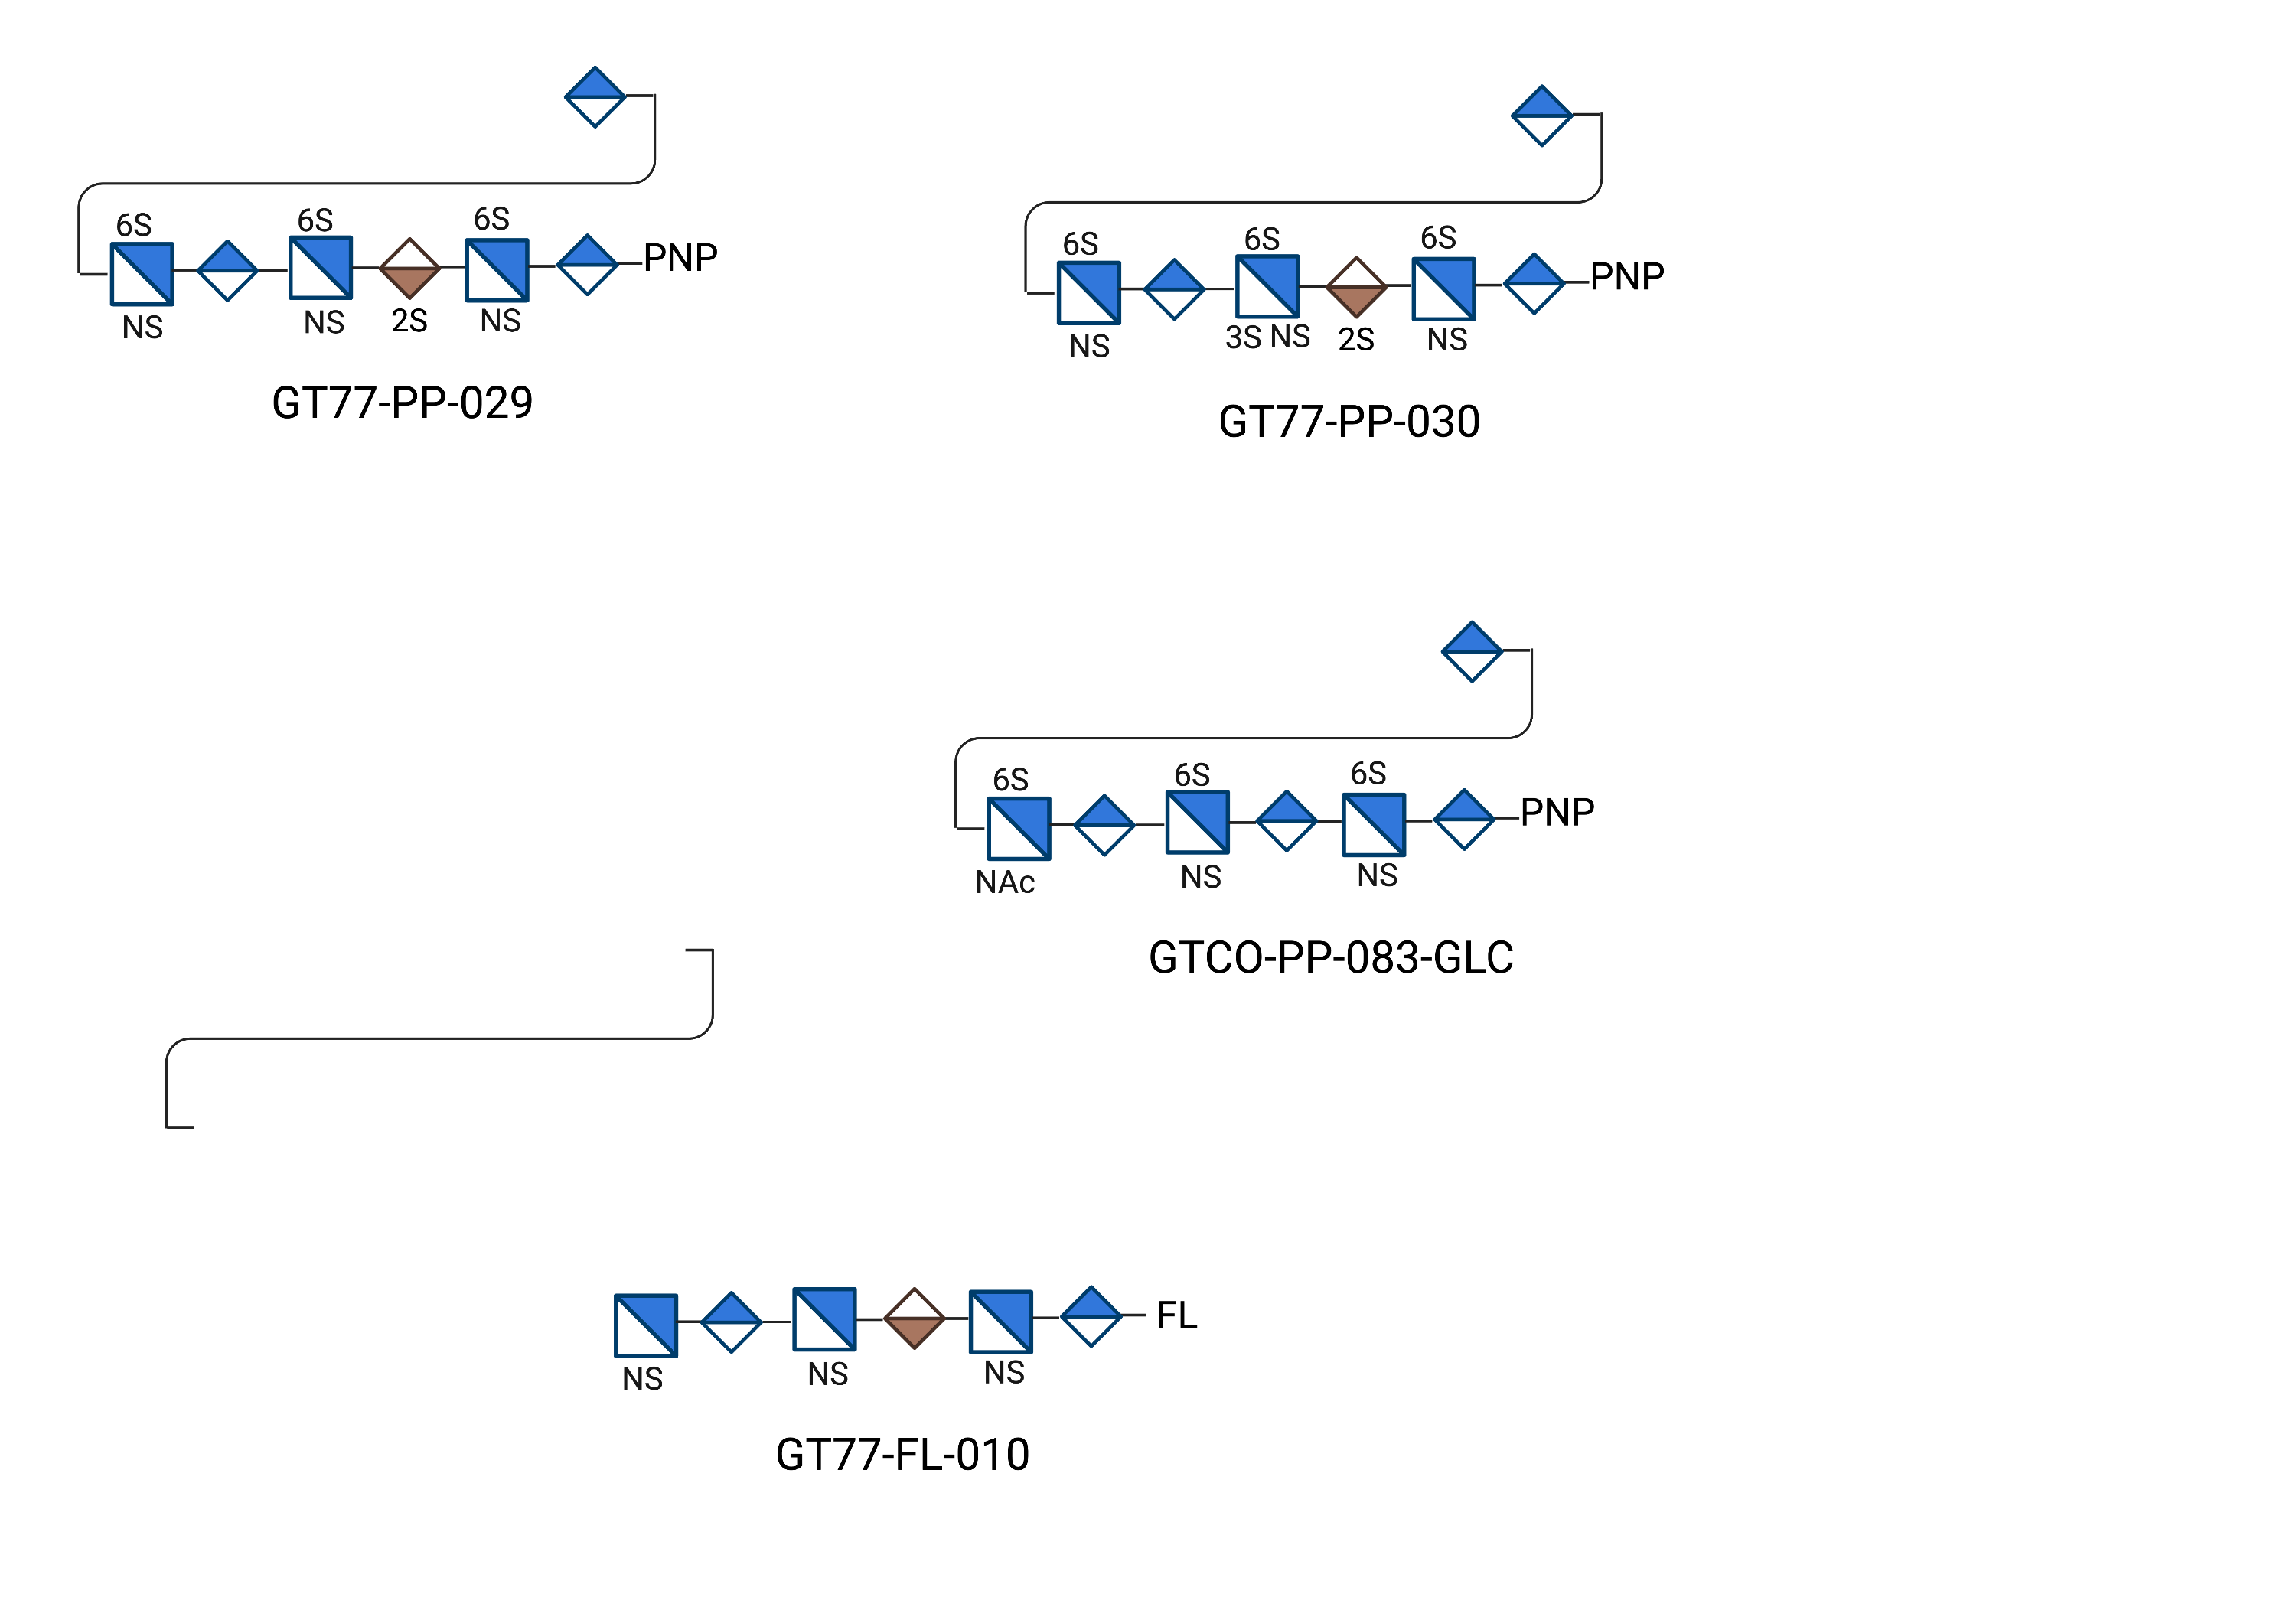 6S 6S 6S
PNP
NS NS 2S NS
GT77-PP-029
6S 6S 6S
PNP
NS 3S NS 2S NS
GT77-PP-030
6S 6S 6S
PNP
NAc NS NS
GTCO-PP-083-GLC
FL
NS NS NS
GT77-FL-010